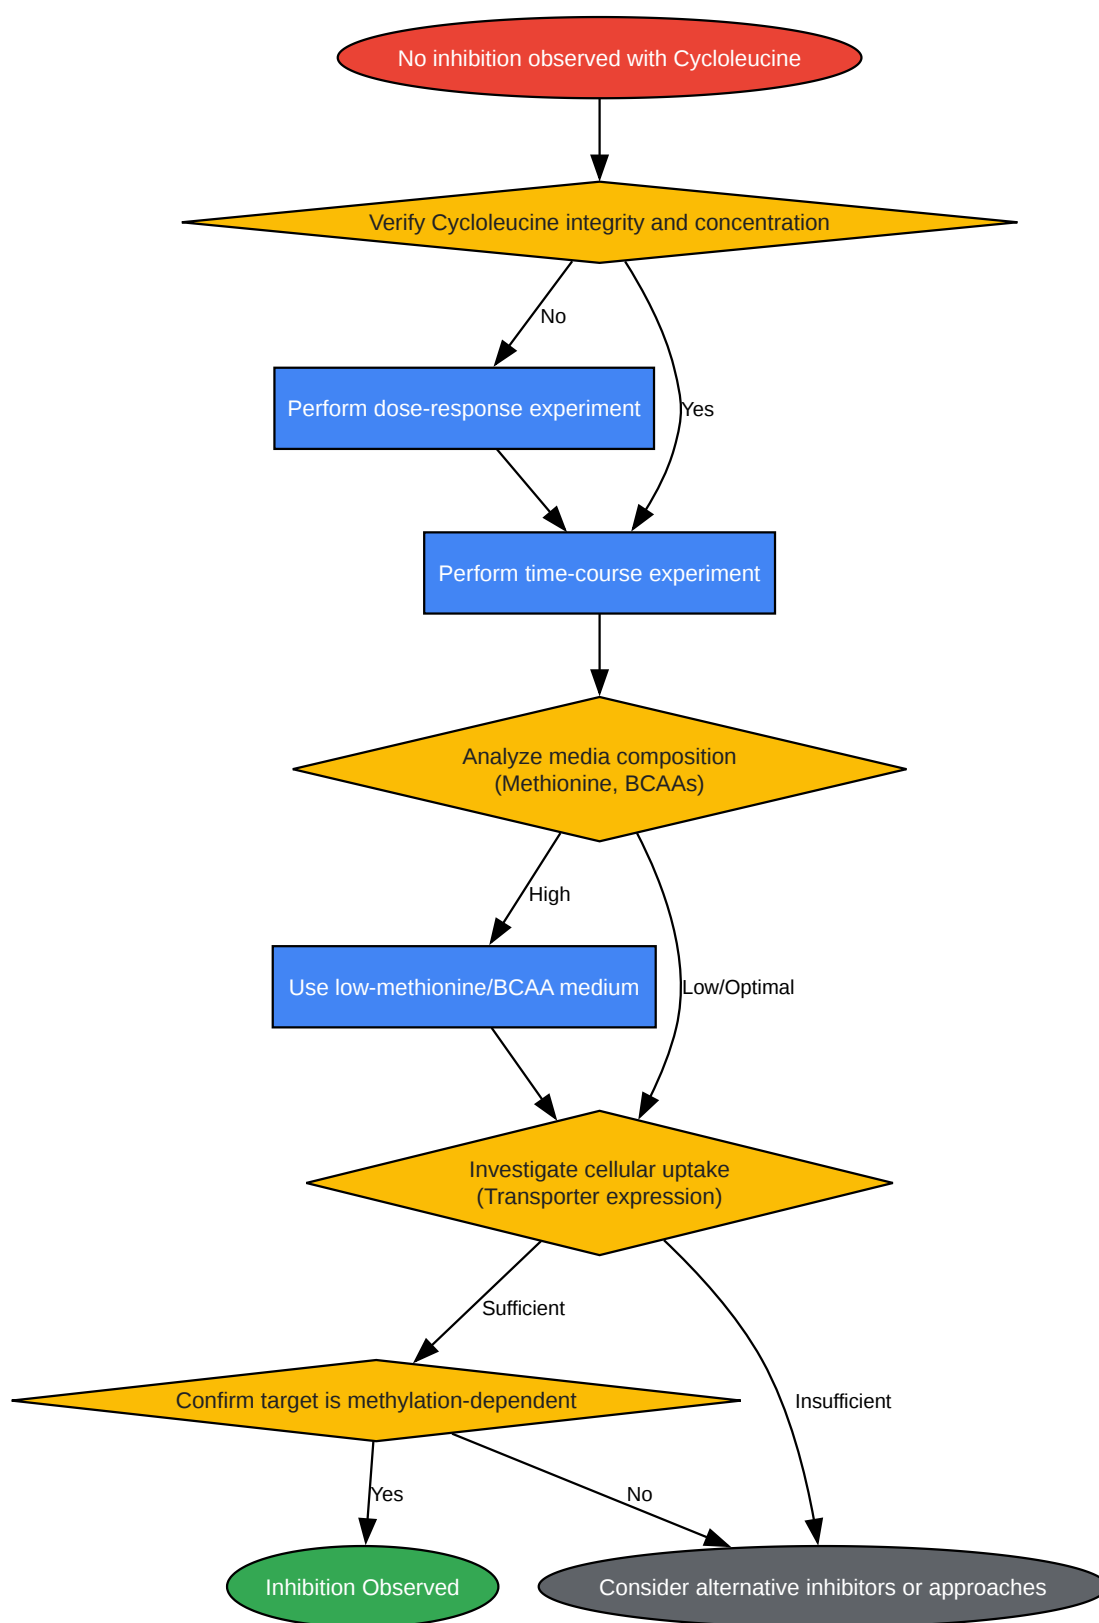 No inhibition observed with Cycloleucine
Verify Cycloleucine integrity and concentration
No
Perform dose-response experiment
Yes
Perform time-course experiment
Analyze media composition
(Methionine, BCAAs)
High
Use low-methionine/BCAA medium
Low/Optimal
Investigate cellular uptake
(Transporter expression)
Sufficient
Confirm target is methylation-dependent
Insufficient
Yes
No
Inhibition Observed
Consider alternative inhibitors or approaches